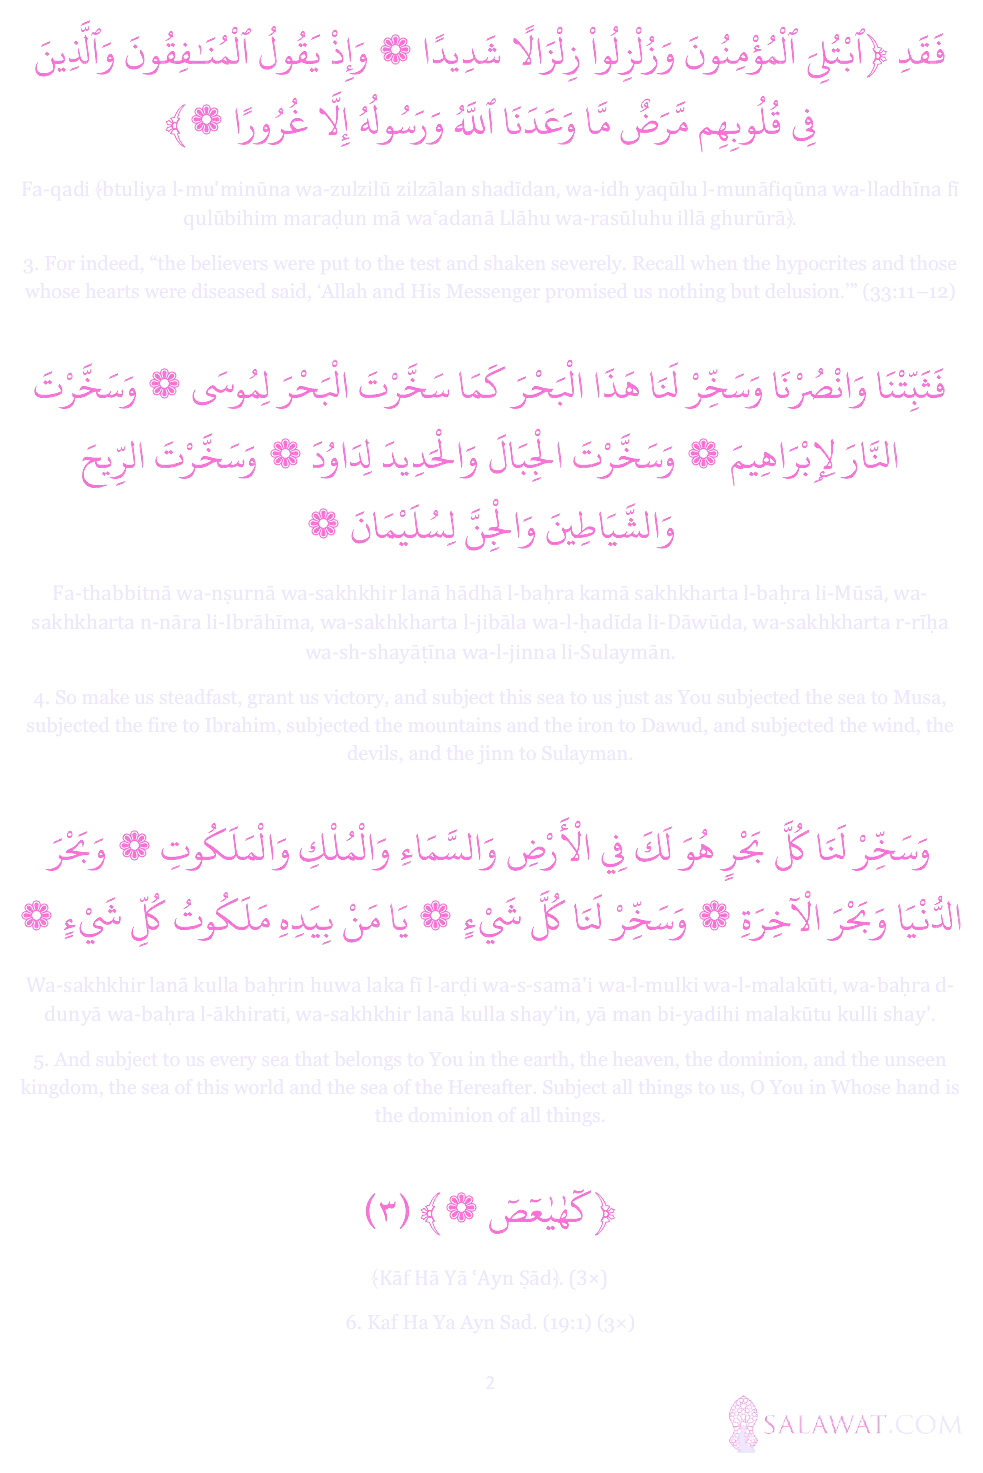 فَقَدِ ﴿ٱبْتُلِىَ ٱلْمُؤْمِنُونَ وَزُلْزِلُواْ زِلْزَالًا شَدِيدًا ❁ وَإِذْ يَقُولُ ٱلْمُنَـٰفِقُونَ وَٱلَّذِينَ
فِى قُلُوبِهِم مَّرَضٌ مَّا وَعَدَنَا ٱللَّهُ وَرَسُولُهُ إِلَّا غُرُورًا ❁ ﴾
Fa-qadi ﴾btuliya l-mu'minūna wa-zulzilū zilzālan shadīdan, wa-idh yaqūlu l-munāfiqūna wa-lladhīna fī
qulūbihim maraḍun mā waʿadanā Llāhu wa-rasūluhu illā ghurūrā﴿.
3. For indeed, “the believers were put to the test and shaken severely. Recall when the hypocrites and those
whose hearts were diseased said, ‘Allah and His Messenger promised us nothing but delusion.’” (33:11–12)
فَثَبِّتْنَا وَانْصُرْنَا وَسَخِّرْ لَنَا هَذَا الْبَحْرَ كَمَا سَخَّرْتَ الْبَحْرَ لِمُوسَى ❁ وَسَخَّرْتَ
النَّارَ لِإِبْرَاهِيمَ ❁ وَسَخَّرْتَ الْجِبَالَ وَالْحَدِيدَ لِدَاوُدَ ❁ وَسَخَّرْتَ الرِّيحَ
وَالشَّيَاطِينَ وَالْجِنَّ لِسُلَيْمَانَ ❁
Fa-thabbitnā wa-nṣurnā wa-sakhkhir lanā hādhā l-baḥra kamā sakhkharta l-baḥra li-Mūsā, wa-
sakhkharta n-nāra li-Ibrāhīma, wa-sakhkharta l-jibāla wa-l-ḥadīda li-Dāwūda, wa-sakhkharta r-rīḥa
wa-sh-shayāṭīna wa-l-jinna li-Sulaymān.
4. So make us steadfast, grant us victory, and subject this sea to us just as You subjected the sea to Musa,
subjected the fire to Ibrahim, subjected the mountains and the iron to Dawud, and subjected the wind, the
devils, and the jinn to Sulayman.
وَسَخِّرْ لَنَا كُلَّ بَحْرٍ هُوَ لَكَ فِي الْأَرْضِ وَالسَّمَاءِ وَالْمُلْكِ وَالْمَلَكُوتِ ❁ وَبَحْرَ
الدُّنْيَا وَبَحْرَ الْآخِرَةِ ❁ وَسَخِّرْ لَنَا كُلَّ شَيْءٍ ❁ يَا مَنْ بِيَدِهِ مَلَكُوتُ كُلِّ شَيْءٍ ❁
Wa-sakhkhir lanā kulla baḥrin huwa laka fī l-arḍi wa-s-samā'i wa-l-mulki wa-l-malakūti, wa-baḥra d-
dunyā wa-baḥra l-ākhirati, wa-sakhkhir lanā kulla shay'in, yā man bi-yadihi malakūtu kulli shay'.
5. And subject to us every sea that belongs to You in the earth, the heaven, the dominion, and the unseen
kingdom, the sea of this world and the sea of the Hereafter. Subject all things to us, O You in Whose hand is
the dominion of all things.
﴿كٓهٰيٰعٓصٓ ❁ ﴾ (٣)
﴾Kāf Hā Yā ʿAyn Ṣād﴿. (3×)
6. Kaf Ha Ya Ayn Sad. (19:1) (3×)
2
SALAWAT.COM